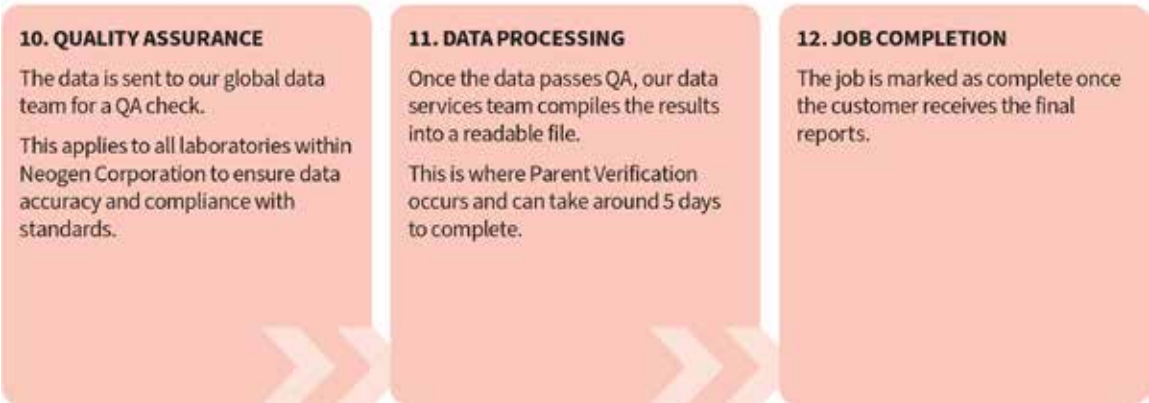 10. QUALITY ASSURANCE
The data is sent to our global data
team for a QA check.
This applies to all laboratories within
Neogen Corporation to ensure data
accuracy and compliance with
standards.
11. DATA PROCESSING
Once the data passes QA, our data
services team compiles the results
into a readable file.
This is where Parent Verification
occurs and can take around 5 days
to complete.
12. JOB COMPLETION
The job is marked as complete once
the customer receives the final
reports.